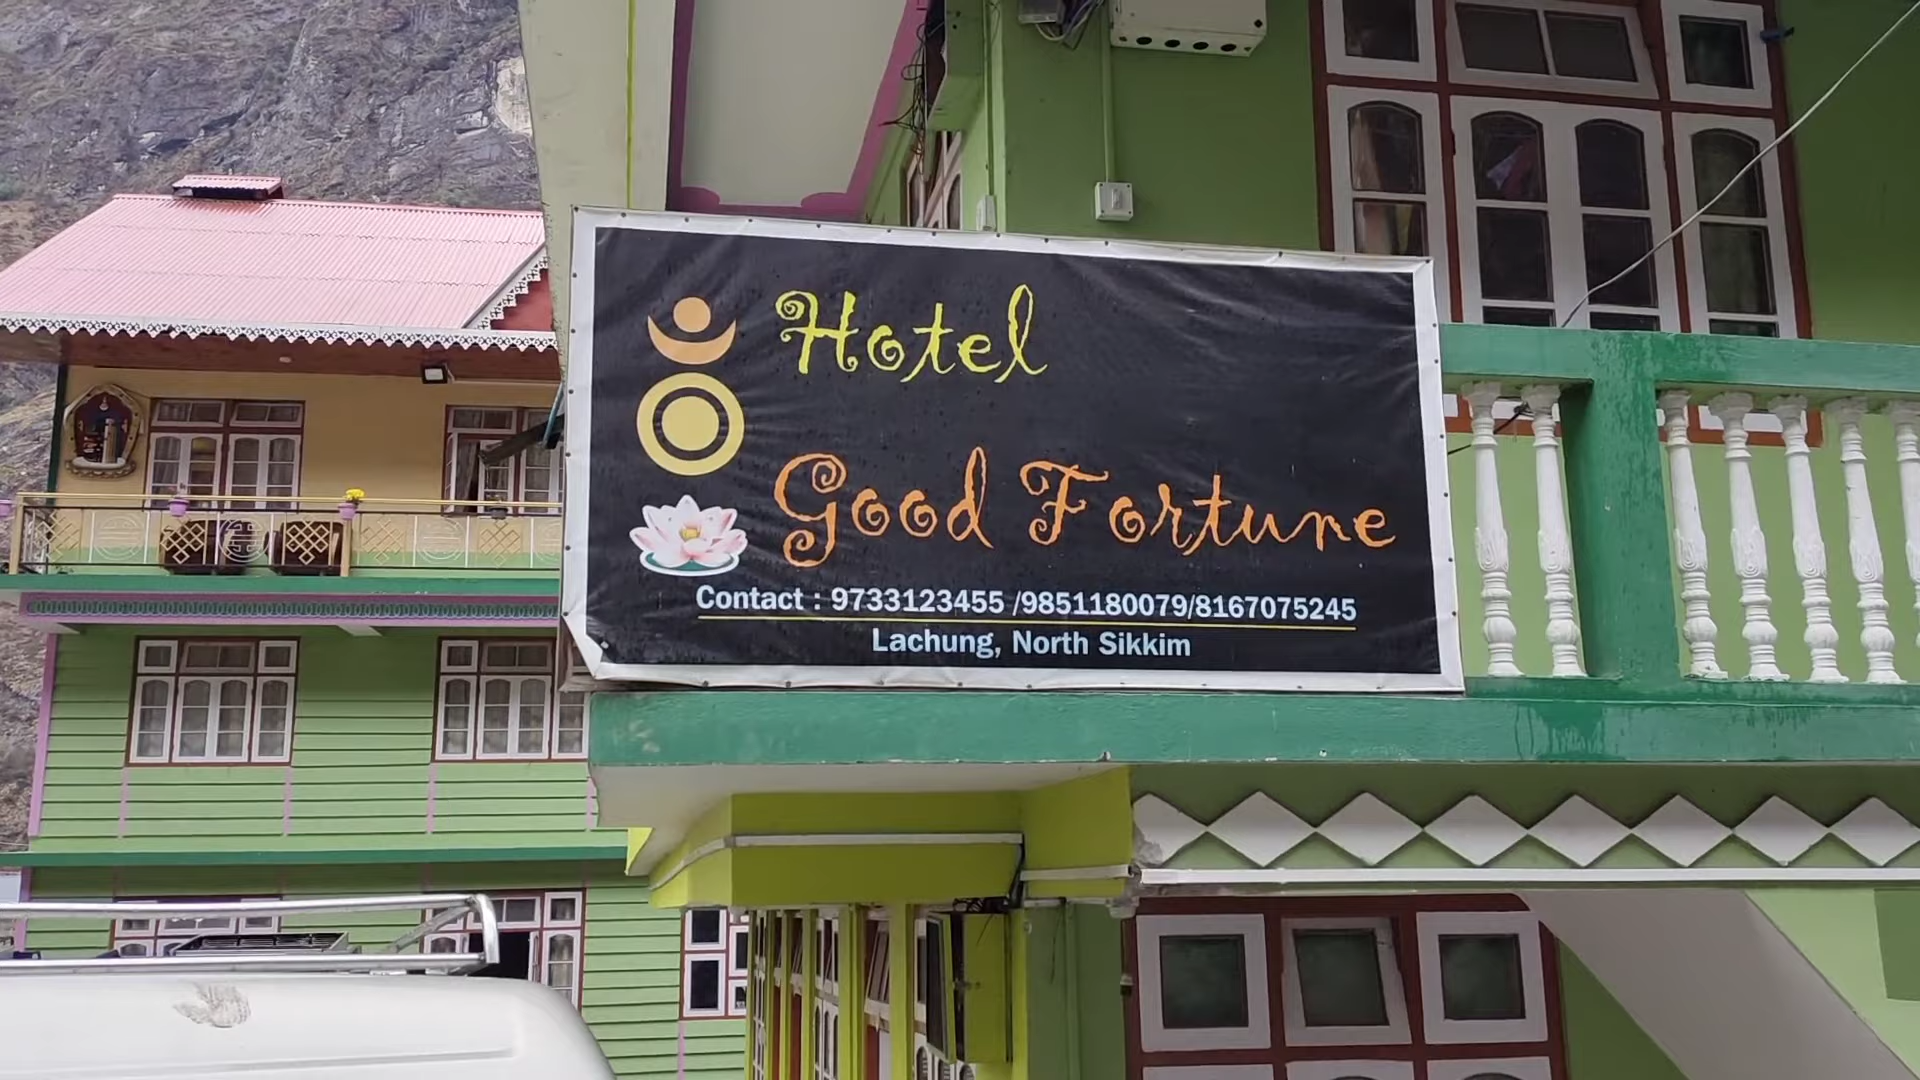 Hotel
Good Fortune
Contact : 9733123455 /9851180079/8167075245
Lachung, North Sikkim